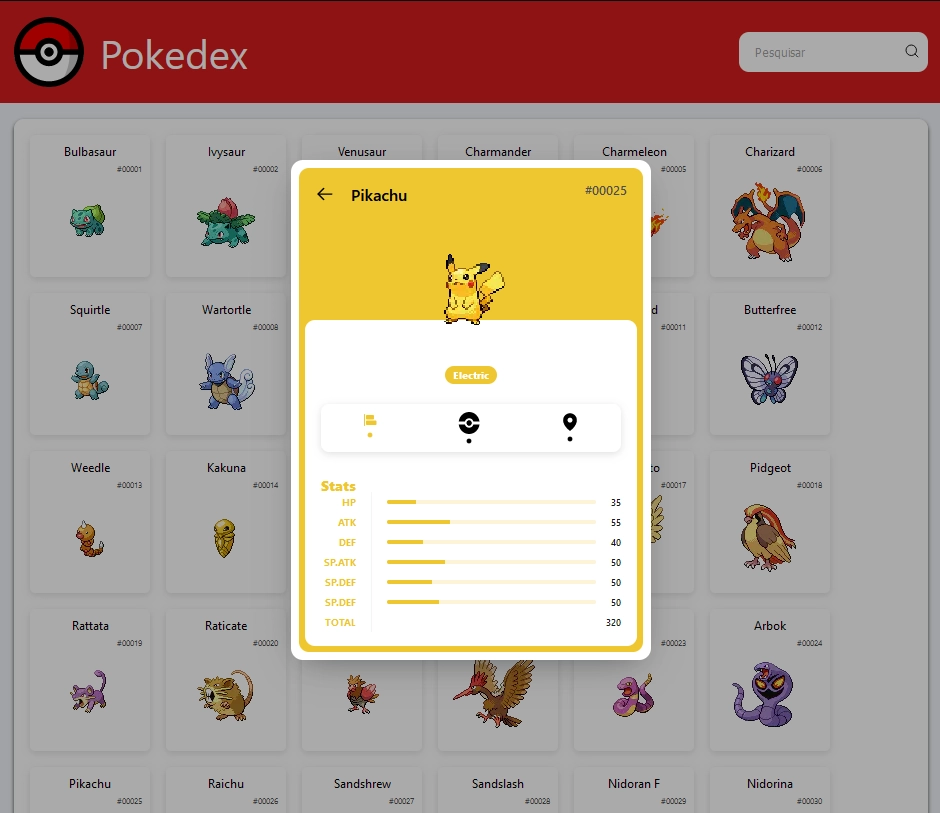 Pokedex
Pesquisar
Bulbasaur
#00001
Ivysaur
#00002
Venusaur
Charmander
Charmeleon
#00005
Charizard
#00006
Squirtle
#00007
Wartortle
#00008
d
#00011
Butterfree
#00012
Weedle
#00013
Kakuna
#00014
to
#00017
Pidgeot
#00018
Rattata
#00019
Raticate
#00020
#00023
Arbok
#00024
Pikachu
#00025
Raichu
#00026
Sandshrew
#00027
Sandslash
#00028
Nidoran F
#00029
Nidorina
#00030
Pikachu
#00025
Electric
Stats
HP 35
ATK 55
DEF 40
SP.ATK 50
SP.DEF 50
SP.DEF 50
TOTAL 320